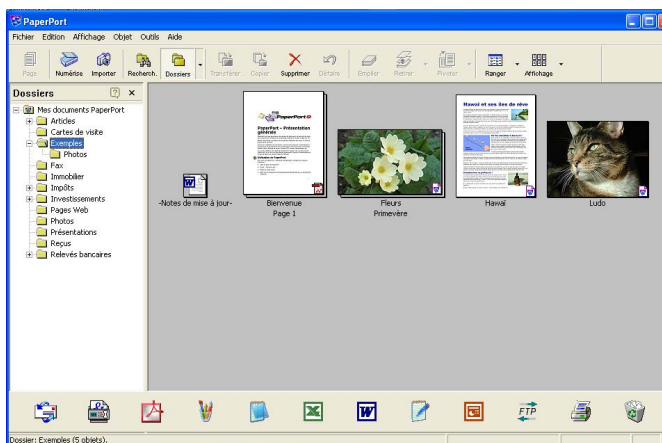 PaperPort
Fichier Edition Affichage Objet Outils Aide
Page Numérise Importer Recherch. Dossiers Transférer Copier Supprimer Détails Empiler Retirer Pivoter Ranger Affichage
Dossiers
Mes documents PaperPort
Articles
Cartes de visite
Exemples
Photos
Fax
Immobilier
Impôts
Investissements
Pages Web
Photos
Présentations
Reçus
Relevés bancaires
PaperPort
PaperPort – Présentation
générale
Hawaï et ses îles de rêve
-Notes de mise à jour-
Bienvenue
Page 1
Fleurs
Primevère
Hawaï
Ludo
FTP
Dossier: Exemples (5 objets).